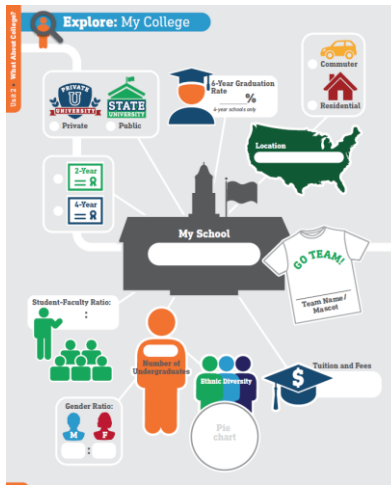 Unit 2 - What About College?
Explore: My College
PRIVATE
U
UNIVERSITY
STATE
UNIVERSITY
Private
Public
6-Year Graduation
Rate
%
4-year schools only
Commuter
Residential
Location
2-Year
4-Year
My School
GO TEAM!
Team Name/
Mascot
Student-Faculty Ratio:
:
Number of
Undergraduates
Ethnic Diversity
Pie
chart
$
Tuition and Fees
Gender Ratio:
M
F
: